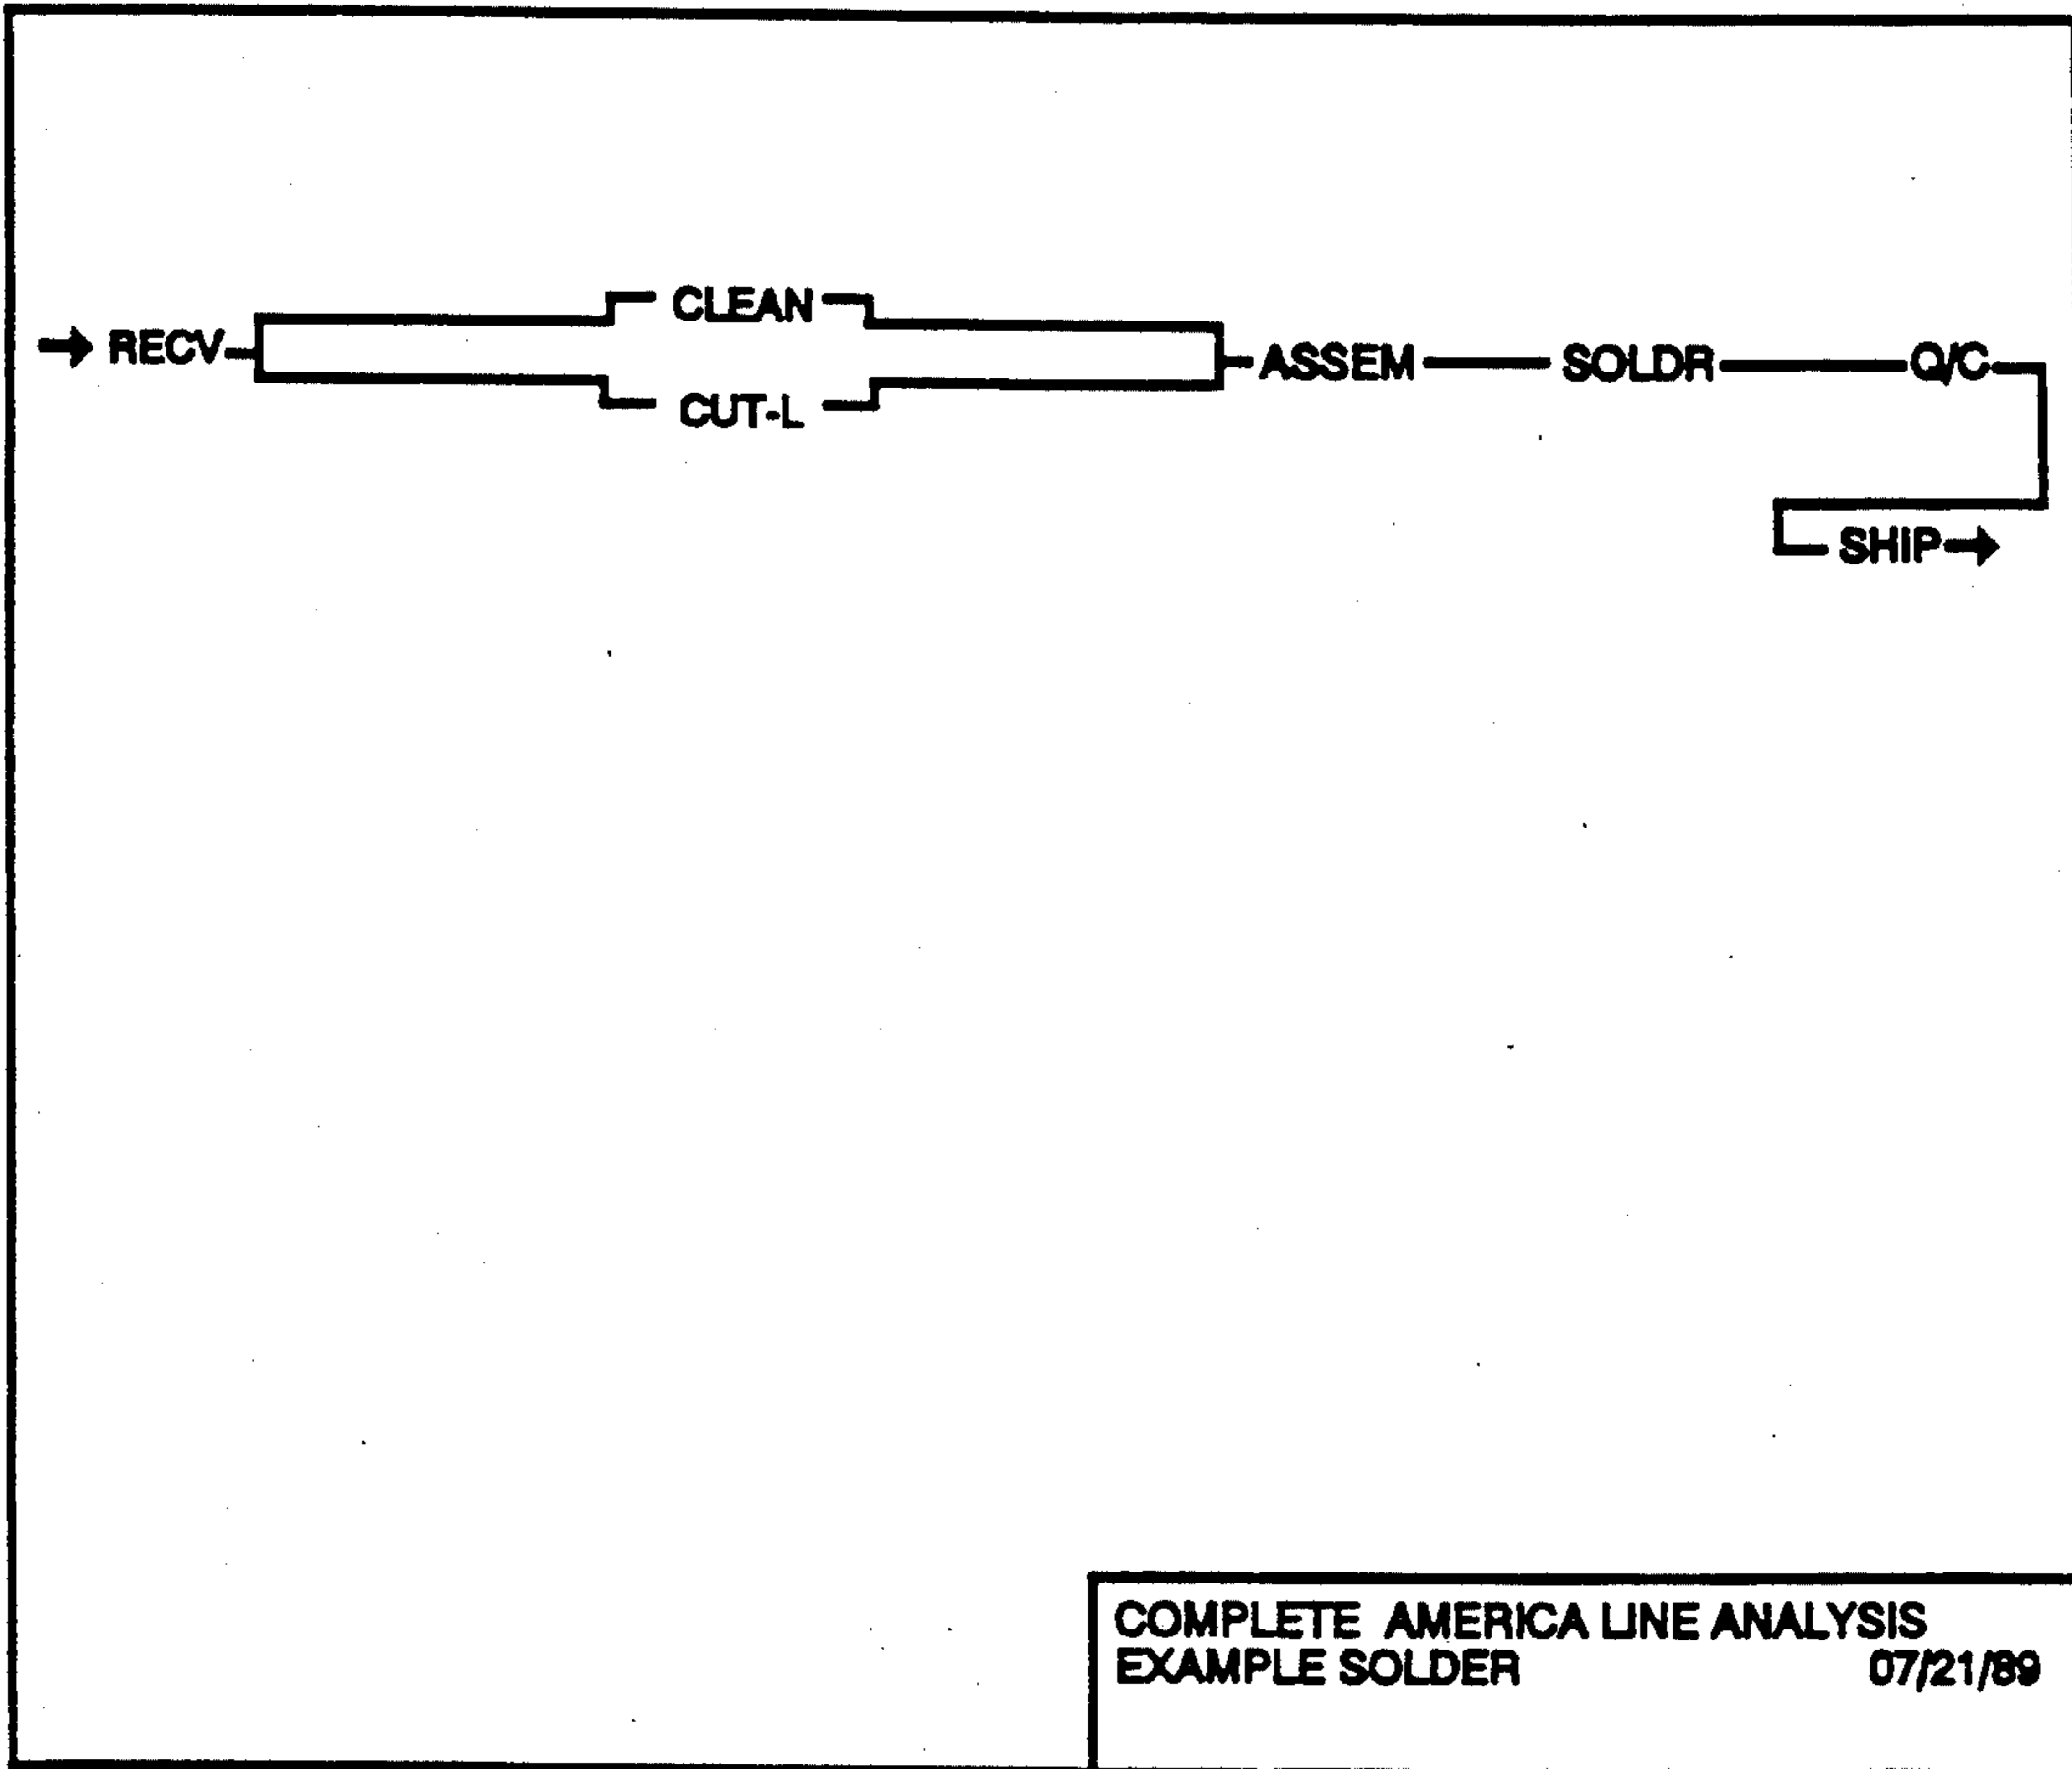 CLEAN
RECV
CUT-L
ASSEM
SOLDR
Q/C
SHIP
COMPLETE AMERICA LINE ANALYSIS
EXAMPLE SOLDER 07/21/89